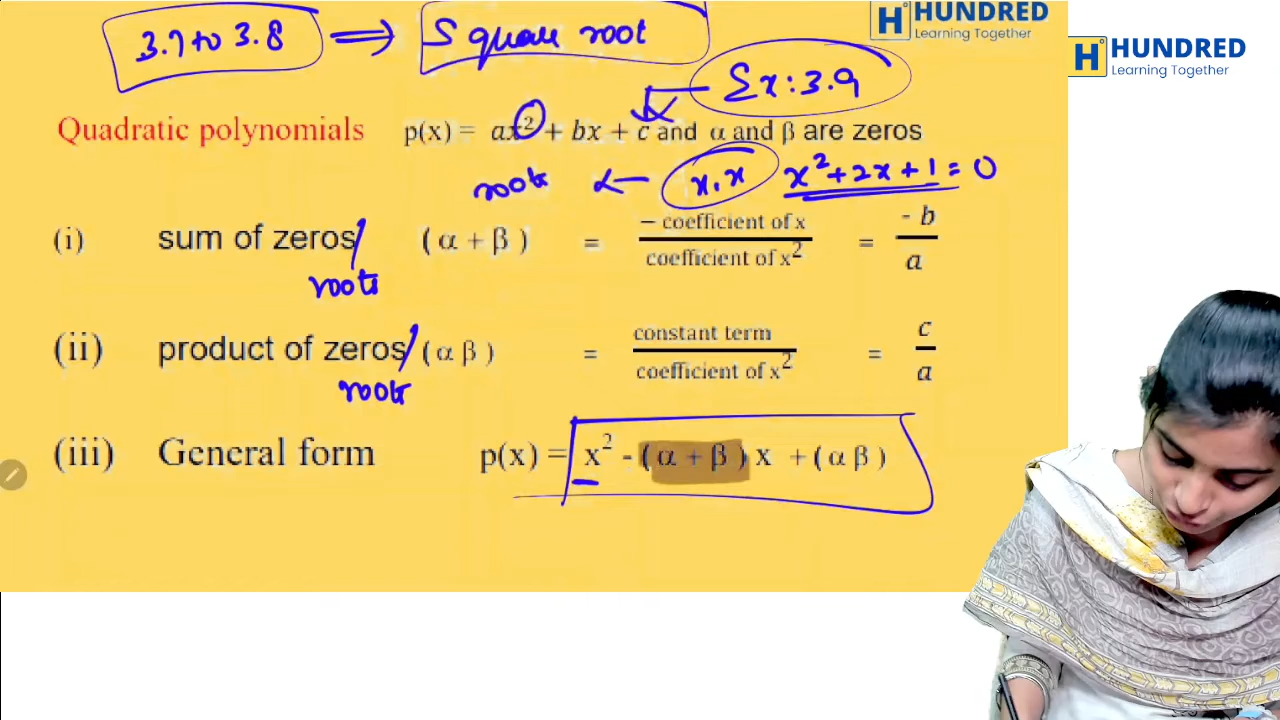 3.7 to 3.8 ⟹ Square root
H° HUNDRED
Learning Together
H° HUNDRED
Learning Together
Ex: 3.9
Quadratic polynomials p(x) = ax² + bx + c and α and β are zeros
roots ← x, x x²+2x+1=0
(i) sum of zeros/ (α + β) = − coefficient of x / coefficient of x² = - b / a
roots
(ii) product of zeros/ (α β) = constant term / coefficient of x² = c / a
roots
(iii) General form p(x) = x² - (α + β) x + (α β)